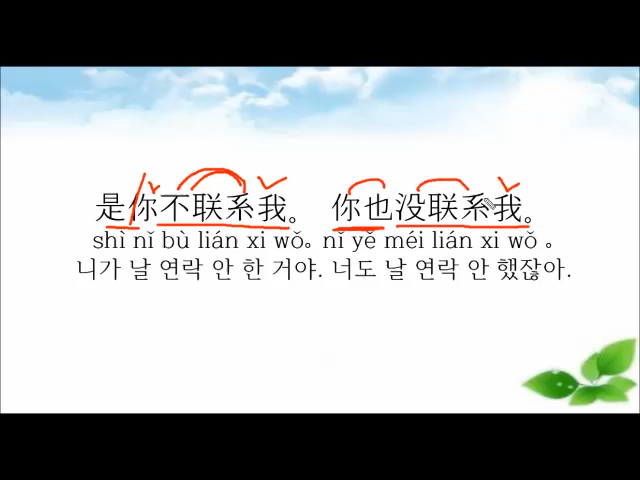 是你不联系我。 你也没联系我。
shì nǐ bù lián xi wǒ。 nǐ yě méi lián xi wǒ 。
니가 날 연락 안 한 거야. 너도 날 연락 안 했잖아.